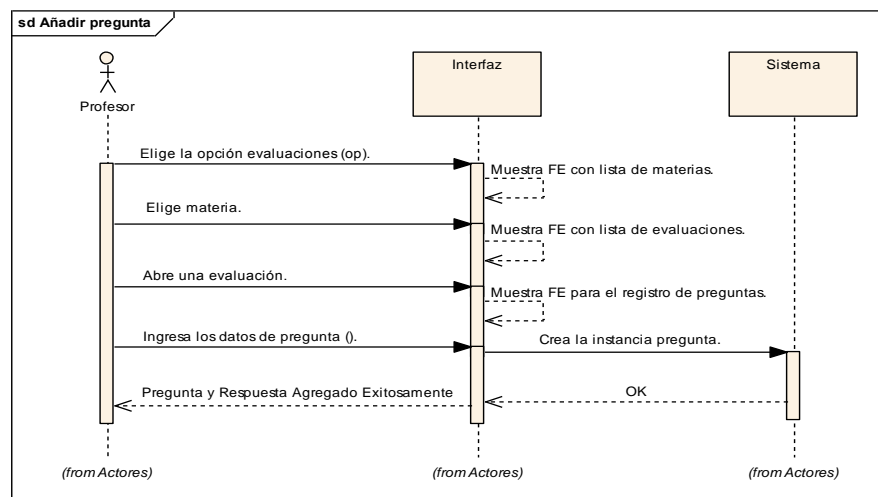 sd Añadir pregunta
Profesor
Interfaz
Sistema
Elige la opción evaluaciones (op).
Muestra FE con lista de materias.
Elige materia.
Muestra FE con lista de evaluaciones.
Abre una evaluación.
Muestra FE para el registro de preguntas.
Ingresa los datos de pregunta ().
Crea la instancia pregunta.
Pregunta y Respuesta Agregado Exitosamente
OK
(from Actores)
(from Actores)
(from Actores)